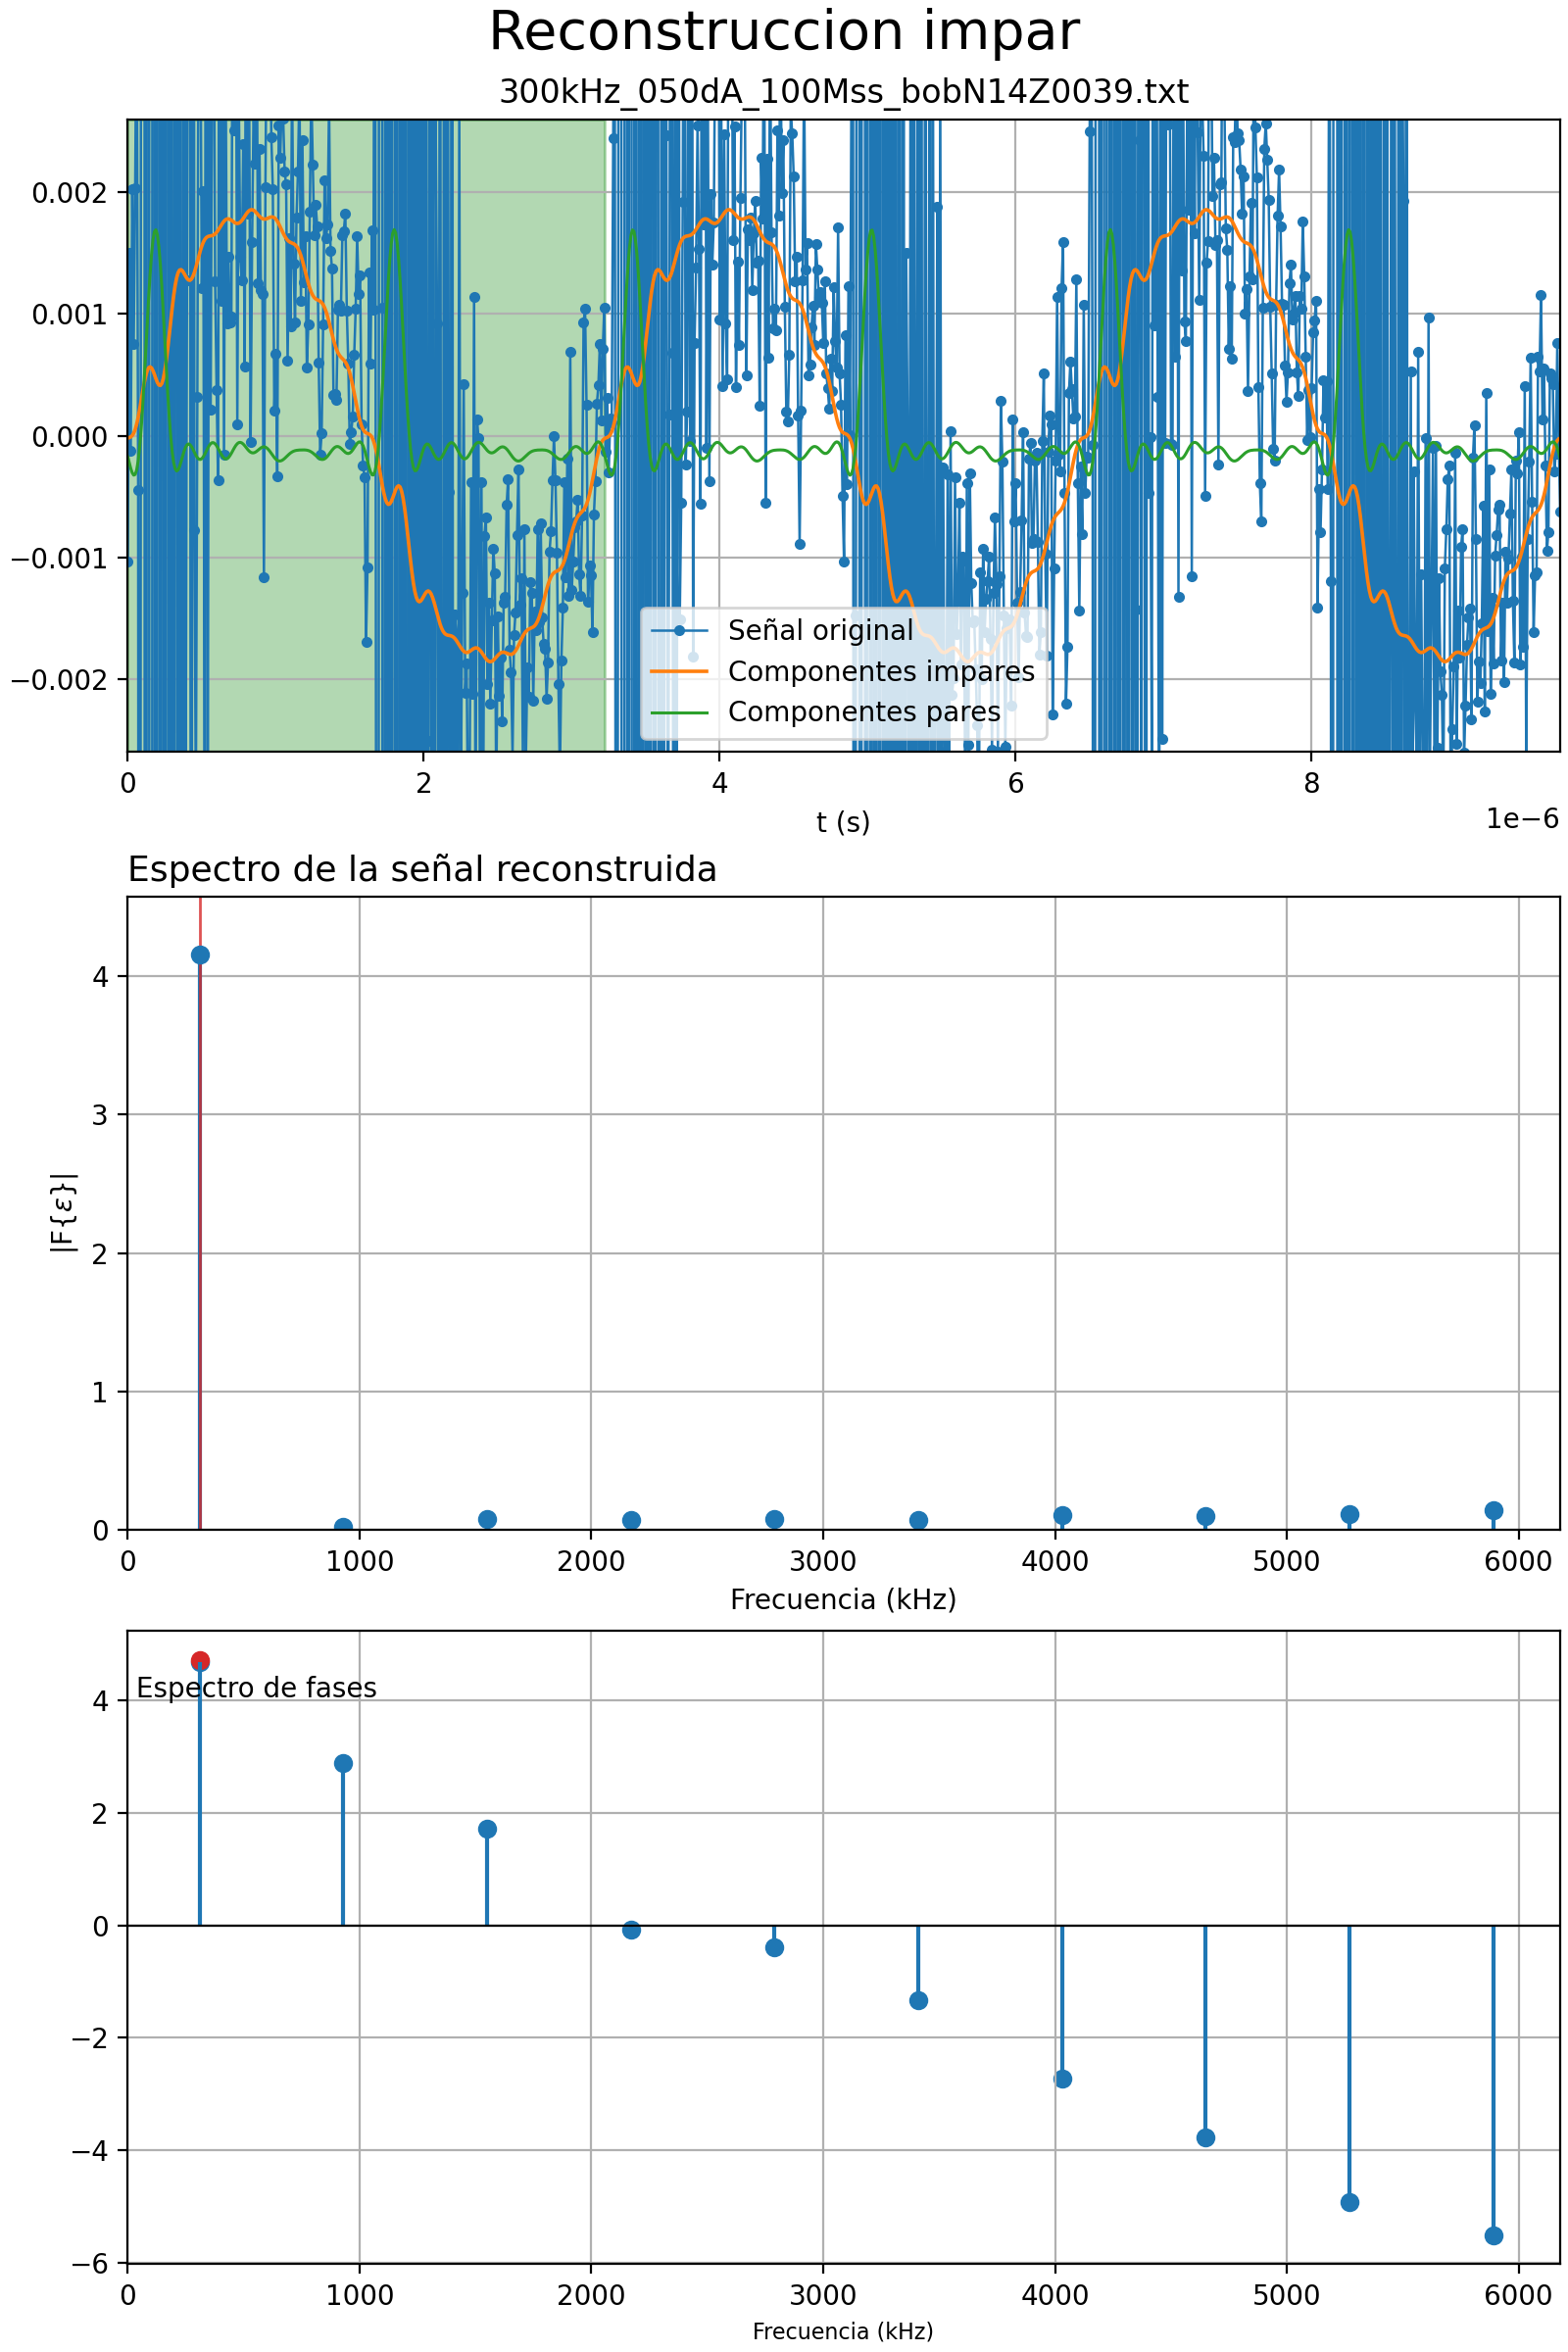 Reconstruccion impar
300kHz_050dA_100Mss_bobN14Z0039.txt
0.002
0.001
0.000
−0.001
−0.002
Señal original
Componentes impares
Componentes pares
0 2 4 6 8
1e−6
t (s)
Espectro de la señal reconstruida
4
3
2
1
0
|F{ε}|
0 1000 2000 3000 4000 5000 6000
Frecuencia (kHz)
Espectro de fases
4
2
0
−2
−4
−6
0 1000 2000 3000 4000 5000 6000
Frecuencia (kHz)